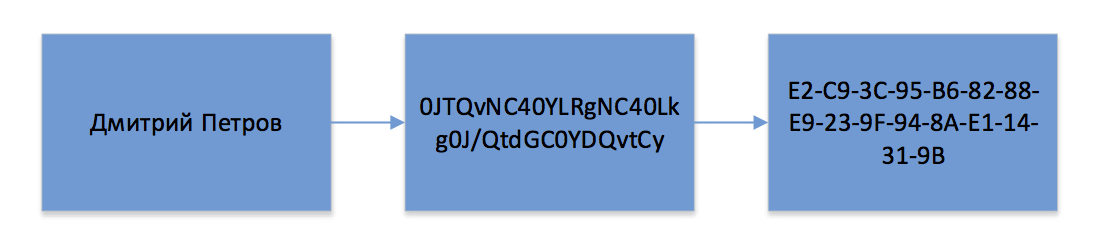 Дмитрий Петров
0JTQvNC40YLRgNC40Lk
g0J/QtdGC0YDQvtCy
E2-C9-3C-95-B6-82-88-
E9-23-9F-94-8A-E1-14-
31-9B